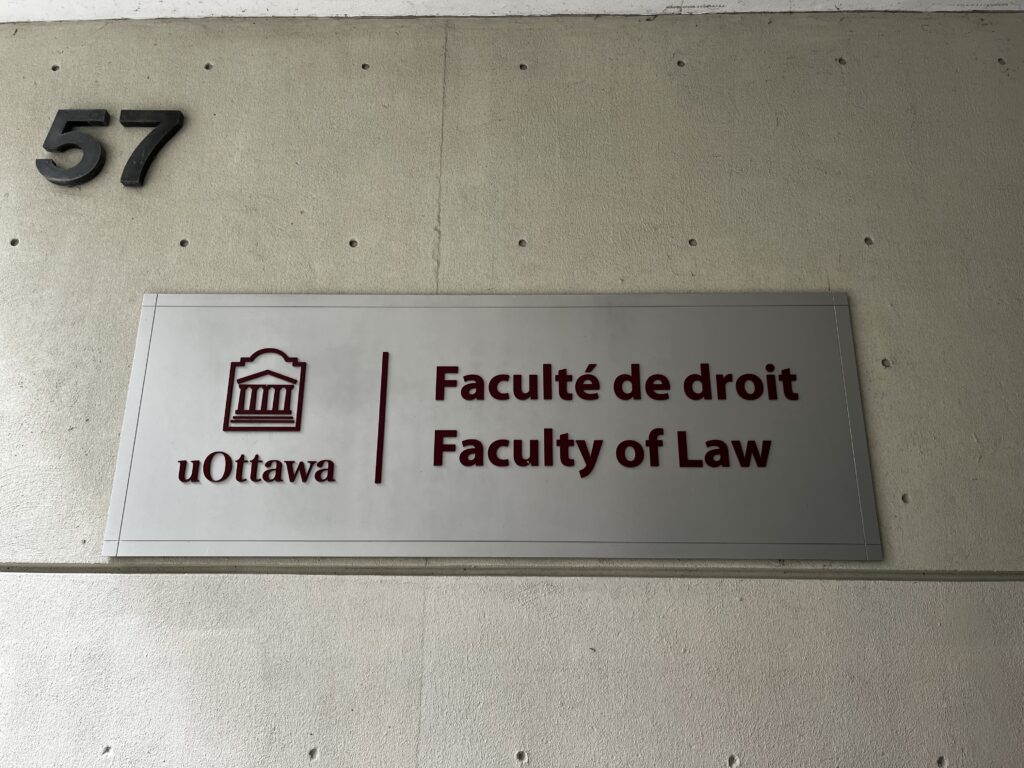 57
uOttawa
Faculté de droit
Faculty of Law